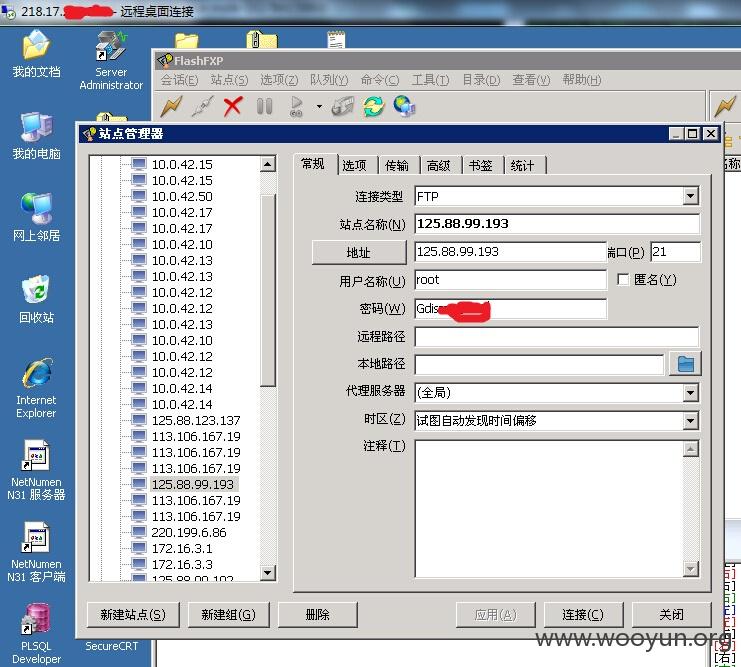 218.17. - 远程桌面连接
我的文档
Server Administrator
我的电脑
网上邻居
回收站
Internet Explorer
NetNumen N31 服务器
NetNumen N31 客户端
PLSQL Developer
SecureCRT
FlashFXP
会话(E) 站点(S) 选项(Z) 队列(Y) 命令(C) 工具(T) 目录(D) 查看(V) 帮助(H)
站点管理器
10.0.42.15
10.0.42.15
10.0.42.50
10.0.42.17
10.0.42.17
10.0.42.10
10.0.42.13
10.0.42.13
10.0.42.12
10.0.42.12
10.0.42.13
10.0.42.10
10.0.42.12
10.0.42.12
10.0.42.14
10.0.42.14
125.88.123.137
113.106.167.19
113.106.167.19
113.106.167.19
125.88.99.193
113.106.167.19
113.106.167.19
220.199.6.86
172.16.3.1
172.16.3.3
常规 选项 传输 高级 书签 统计
连接类型 FTP
站点名称(N) 125.88.99.193
地址 125.88.99.193 端口(P) 21
用户名称(U) root 匿名(Y)
密码(W) Gdis
远程路径
本地路径
代理服务器 (全局)
时区(Z) 试图自动发现时间偏移
注释(T)
新建站点(S) 新建组(G) 删除 应用(A) 连接(C) 关闭
www.wooyun.org